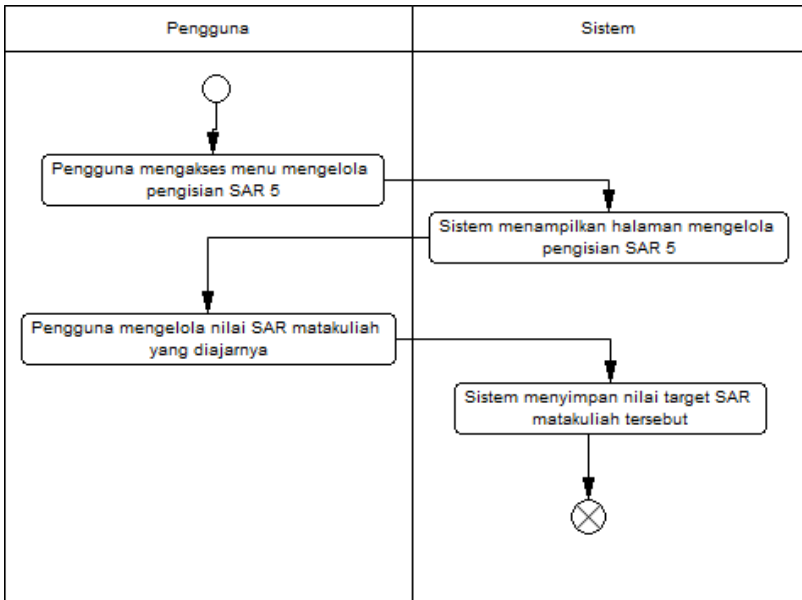 Pengguna
Sistem
Pengguna mengakses menu mengelola
pengisian SAR 5
Sistem menampilkan halaman mengelola
pengisian SAR 5
Pengguna mengelola nilai SAR matakuliah
yang diajarnya
Sistem menyimpan nilai target SAR
matakuliah tersebut